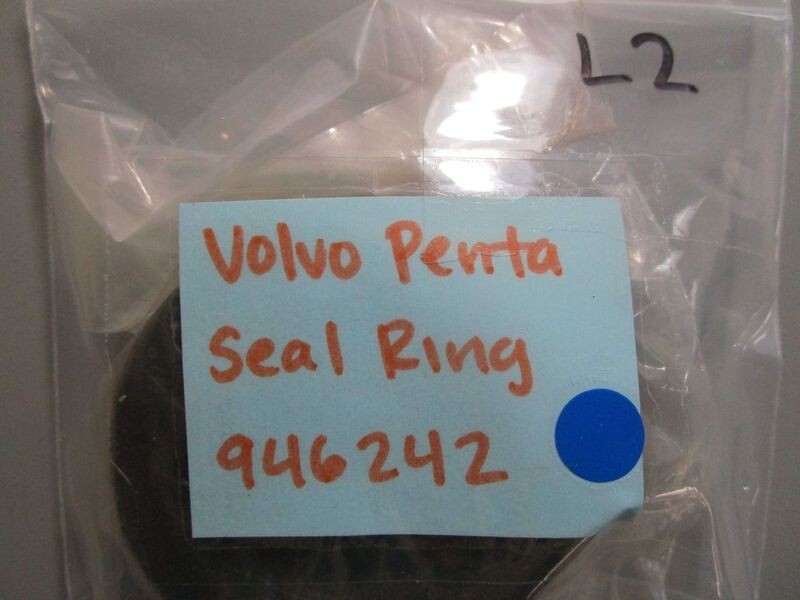 L2
Volvo Penta
Seal Ring
946242